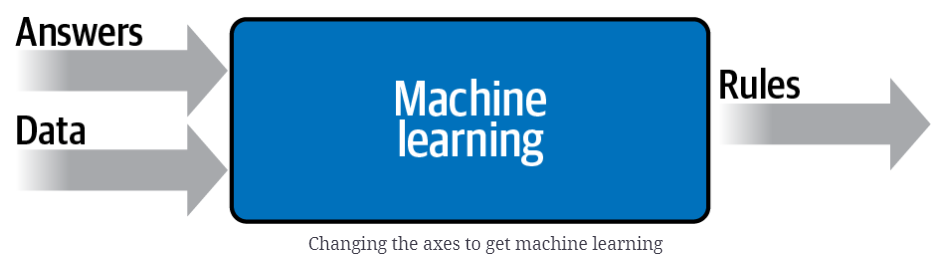 Answers
Data
Machine
learning
Rules
Changing the axes to get machine learning